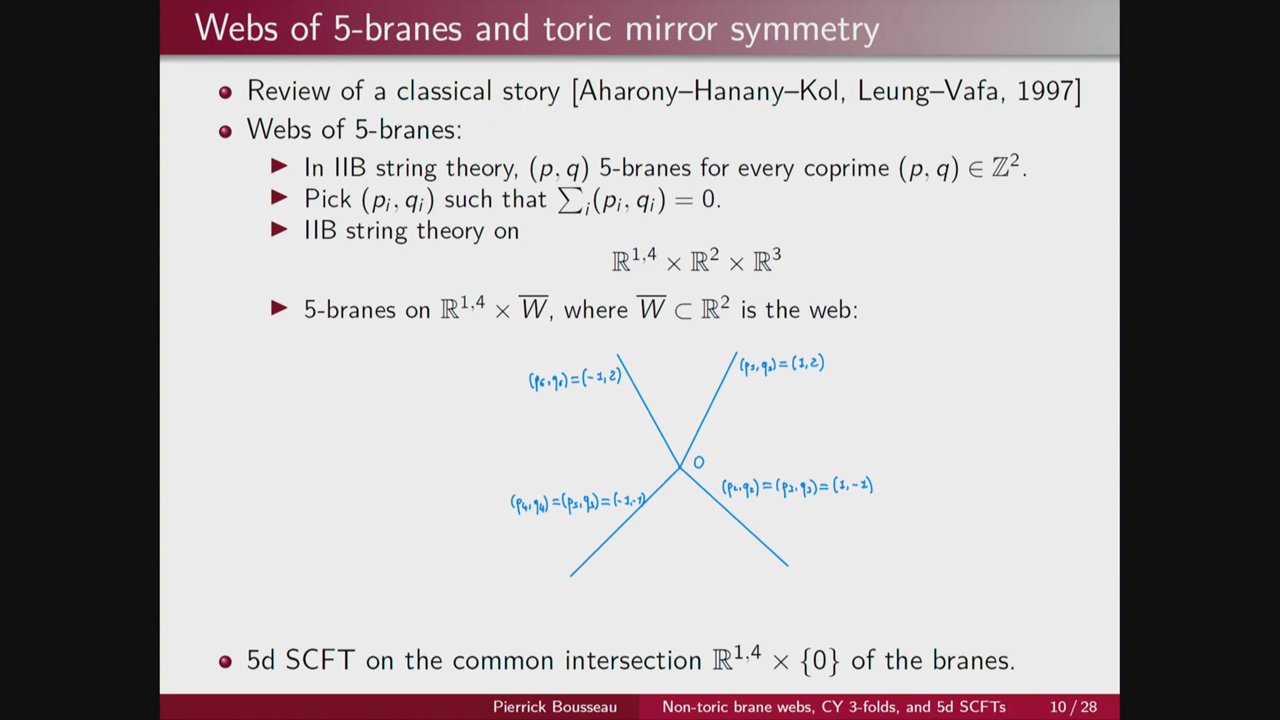 Webs of 5-branes and toric mirror symmetry
Review of a classical story [Aharony–Hanany–Kol, Leung–Vafa, 1997]
Webs of 5-branes:
In IIB string theory, (p, q) 5-branes for every coprime (p, q) ∈ ℤ².
Pick (pᵢ, qᵢ) such that ∑ᵢ(pᵢ, qᵢ) = 0.
IIB string theory on
ℝ¹,⁴ × ℝ² × ℝ³
5-branes on ℝ¹,⁴ × W̅, where W̅ ⊂ ℝ² is the web:
(p₆,q₆)=(-1,2)
(p₁,q₁)=(1,2)
0
(p₄,q₄)=(p₅,q₅)=(-1,-1)
(p₂,q₂)=(p₃,q₃)=(1,-1)
5d SCFT on the common intersection ℝ¹,⁴ × {0} of the branes.
Pierrick Bousseau
Non-toric brane webs, CY 3-folds, and 5d SCFTs
10 / 28